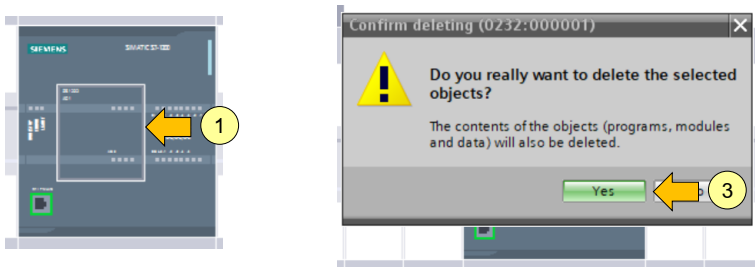 SIEMENS
SIMATIC S7-1200
1
Confirm deleting (0232:000001)
Do you really want to delete the selected
objects?
The contents of the objects (programs, modules
and data) will also be deleted.
Yes
3